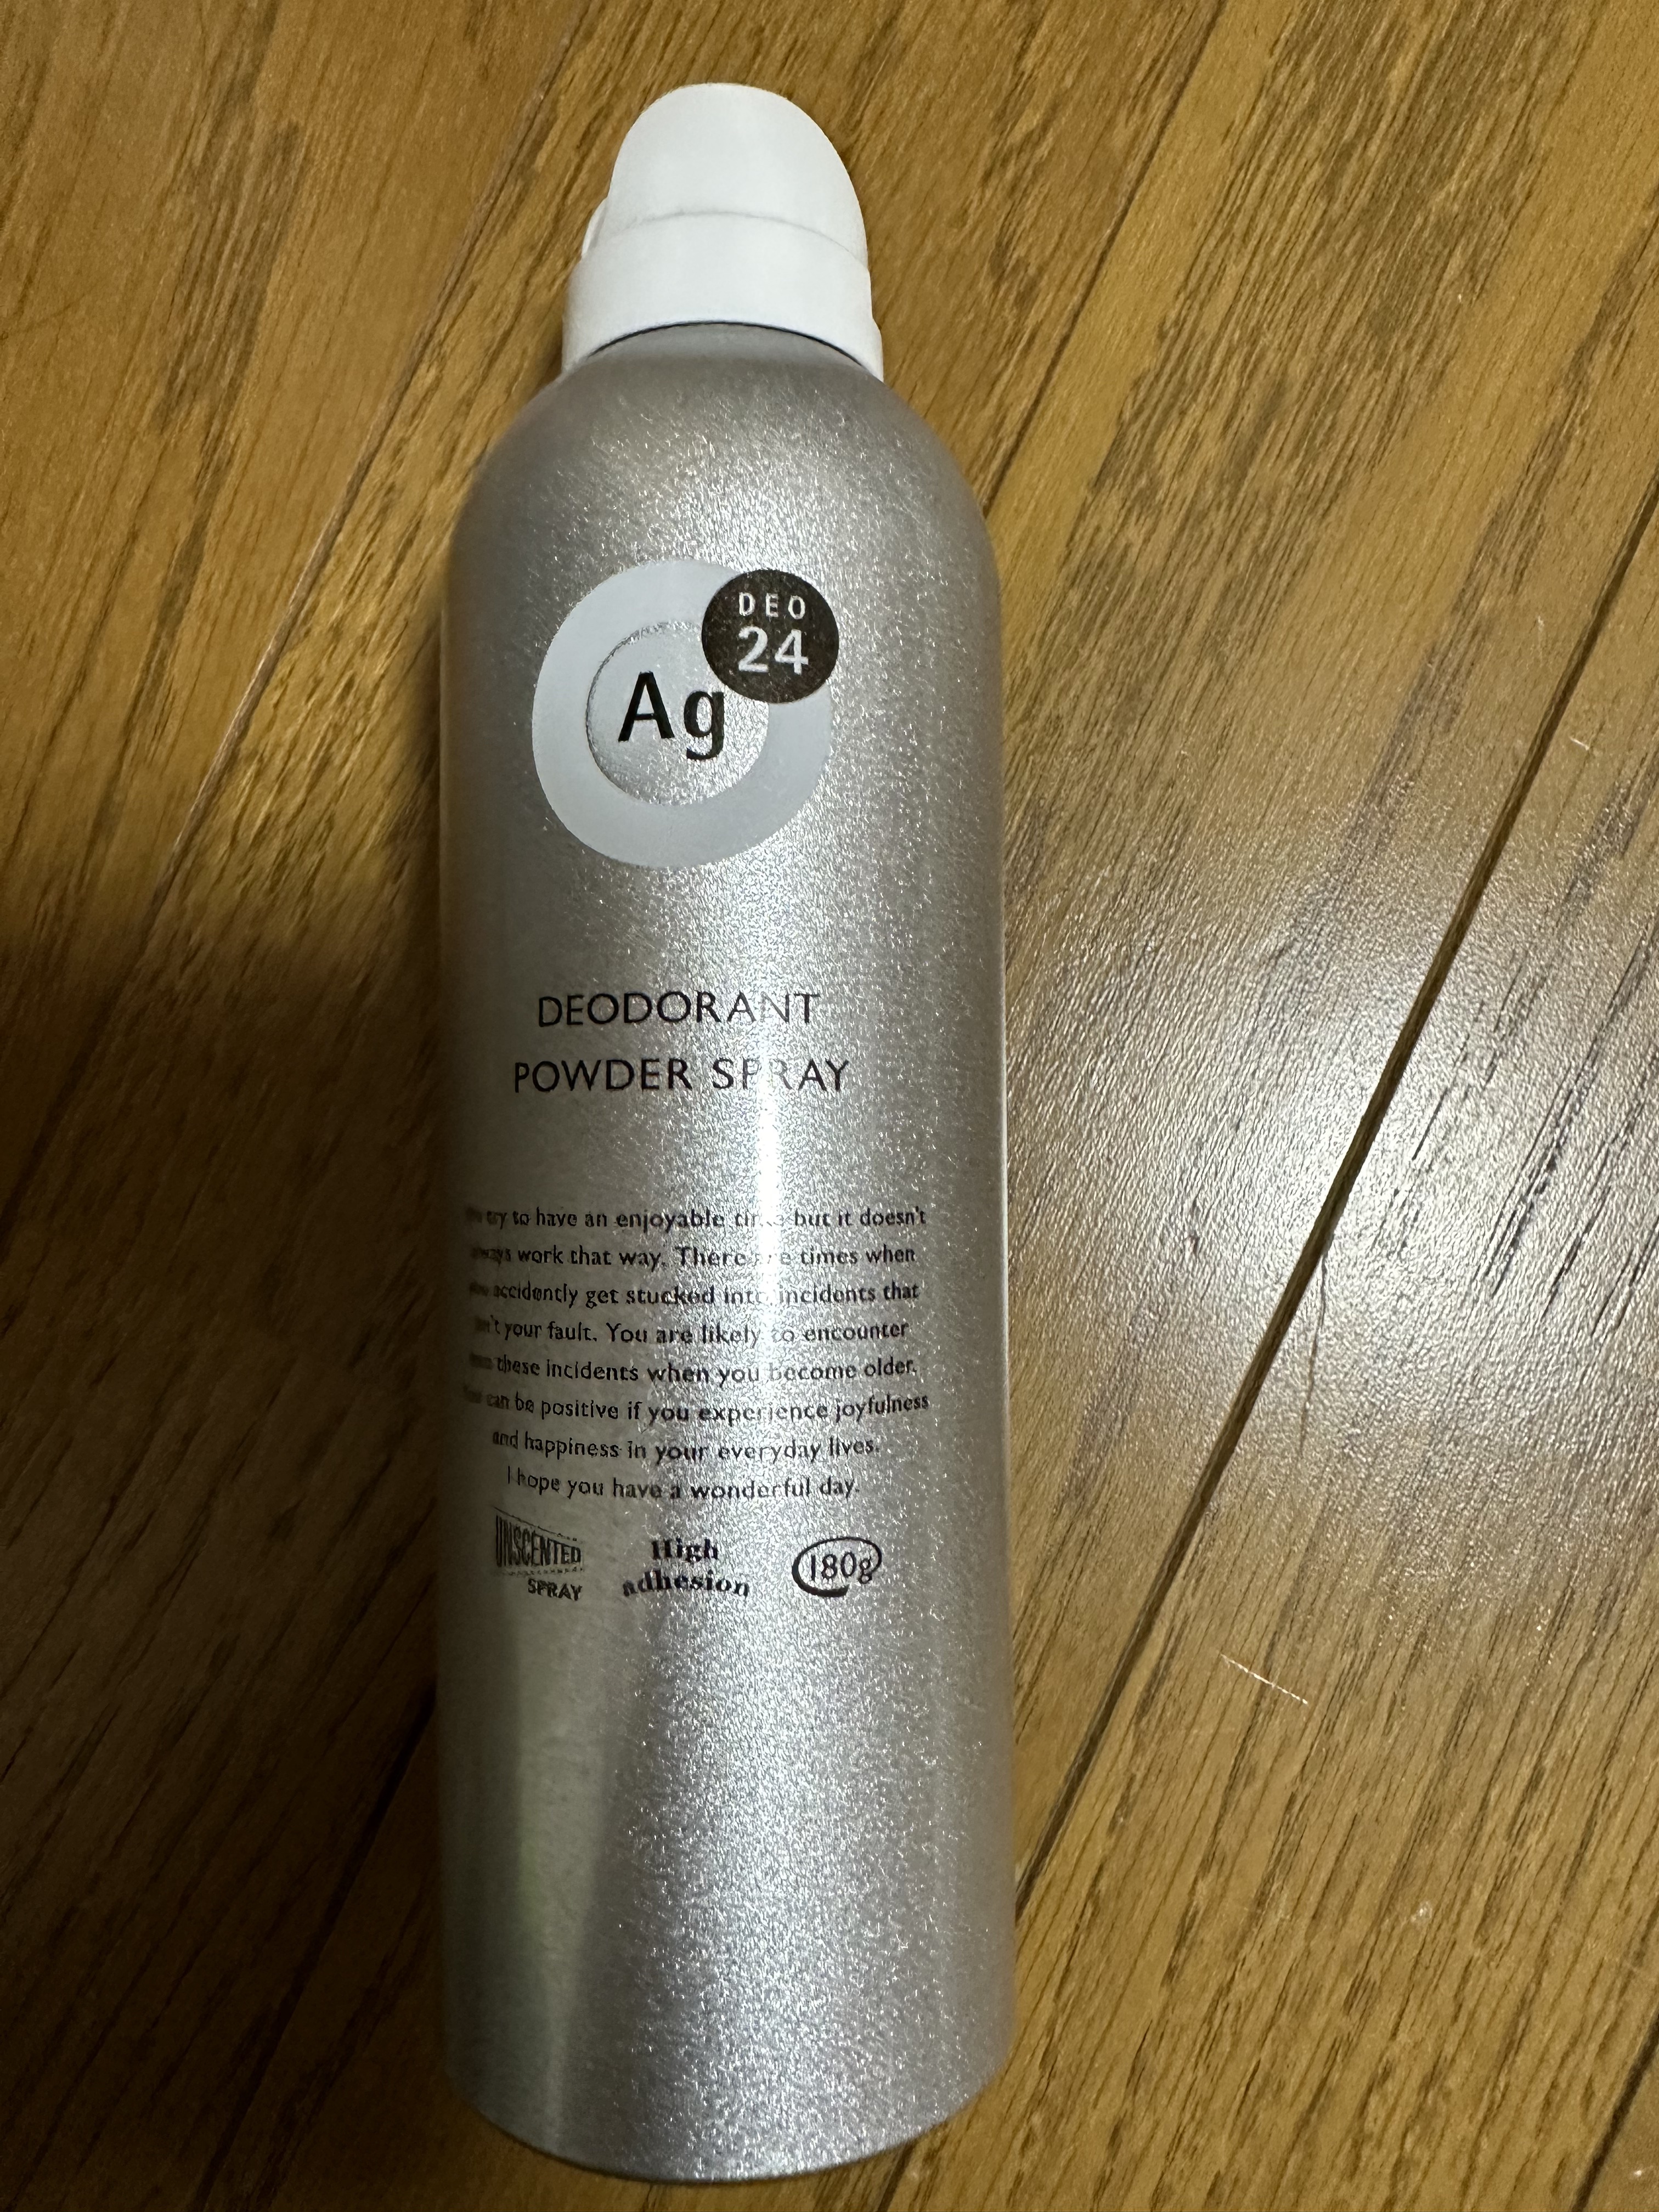 DEO
24
Ag
DEODORANT
POWDER SPRAY
try to have an enjoyable time but it doesn't
always work that way. There are times when
accidently get stucked into incidents that
your fault. You are likely to encounter
these incidents when you become older.
can be positive if you experience joyfulness
and happiness in your everyday lives.
I hope you have a wonderful day.
UNSCENTED
SPRAY
High
adhesion
180g